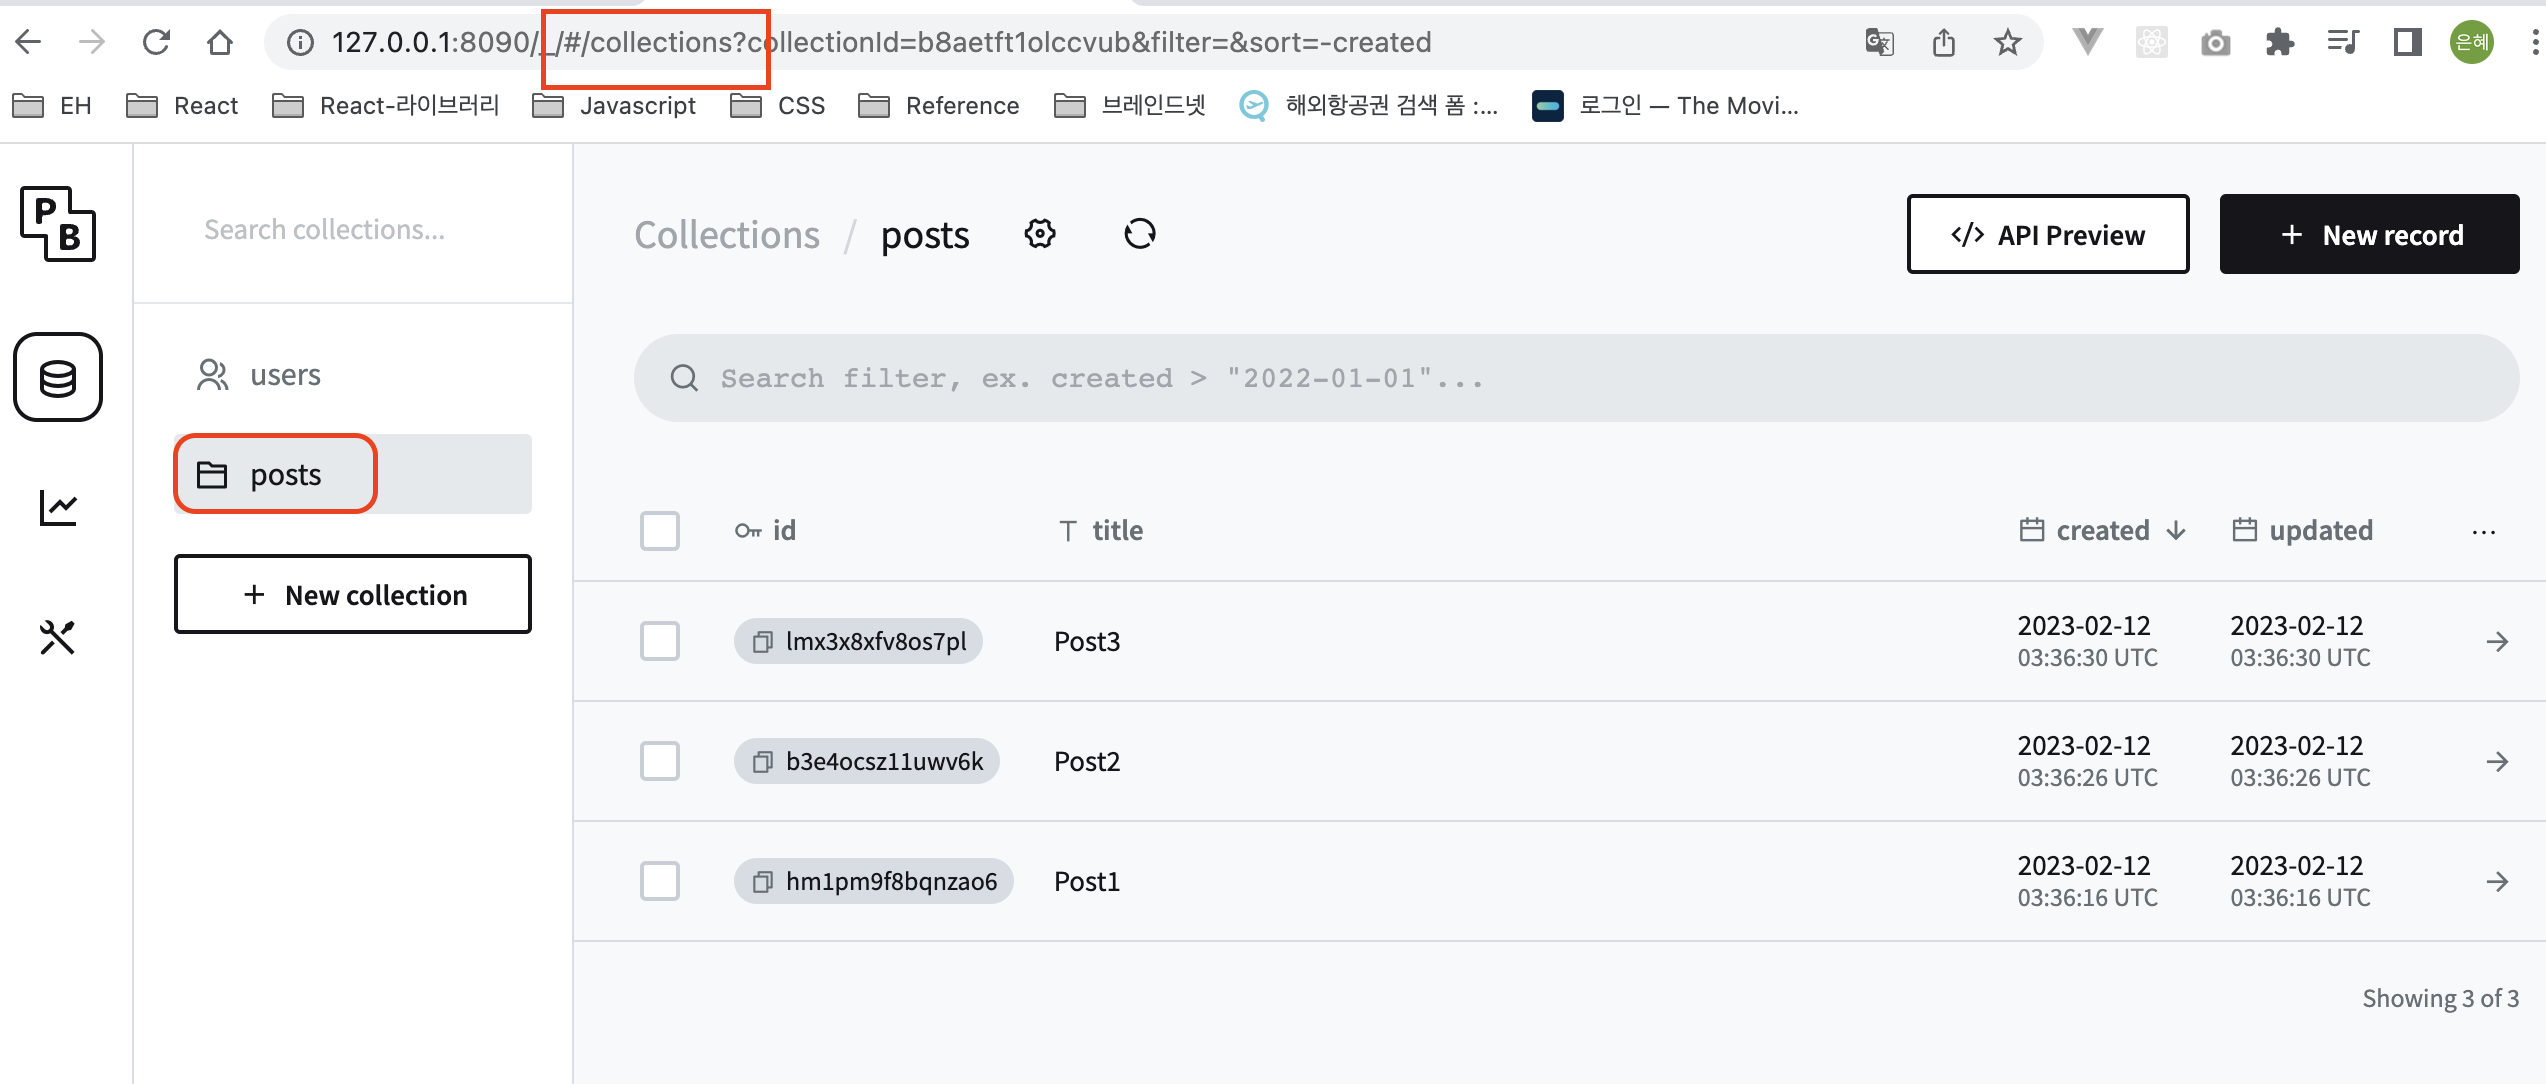 127.0.0.1:8090/_/#/collections?collectionId=b8aetft1olccvub&filter=&sort=-created
은혜
EH React React-라이브러리 Javascript CSS Reference 브레인드넷 해외항공권 검색 폼 :... 로그인 — The Movi...
P
B
Search collections...
users
posts
+ New collection
Collections / posts
</> API Preview
+ New record
Search filter, ex. created > "2022-01-01"...
id title created updated ...
lmx3x8xfv8os7pl Post3 2023-02-12 2023-02-12
03:36:30 UTC 03:36:30 UTC
b3e4ocsz11uwv6k Post2 2023-02-12 2023-02-12
03:36:26 UTC 03:36:26 UTC
hm1pm9f8bqnzao6 Post1 2023-02-12 2023-02-12
03:36:16 UTC 03:36:16 UTC
Showing 3 of 3